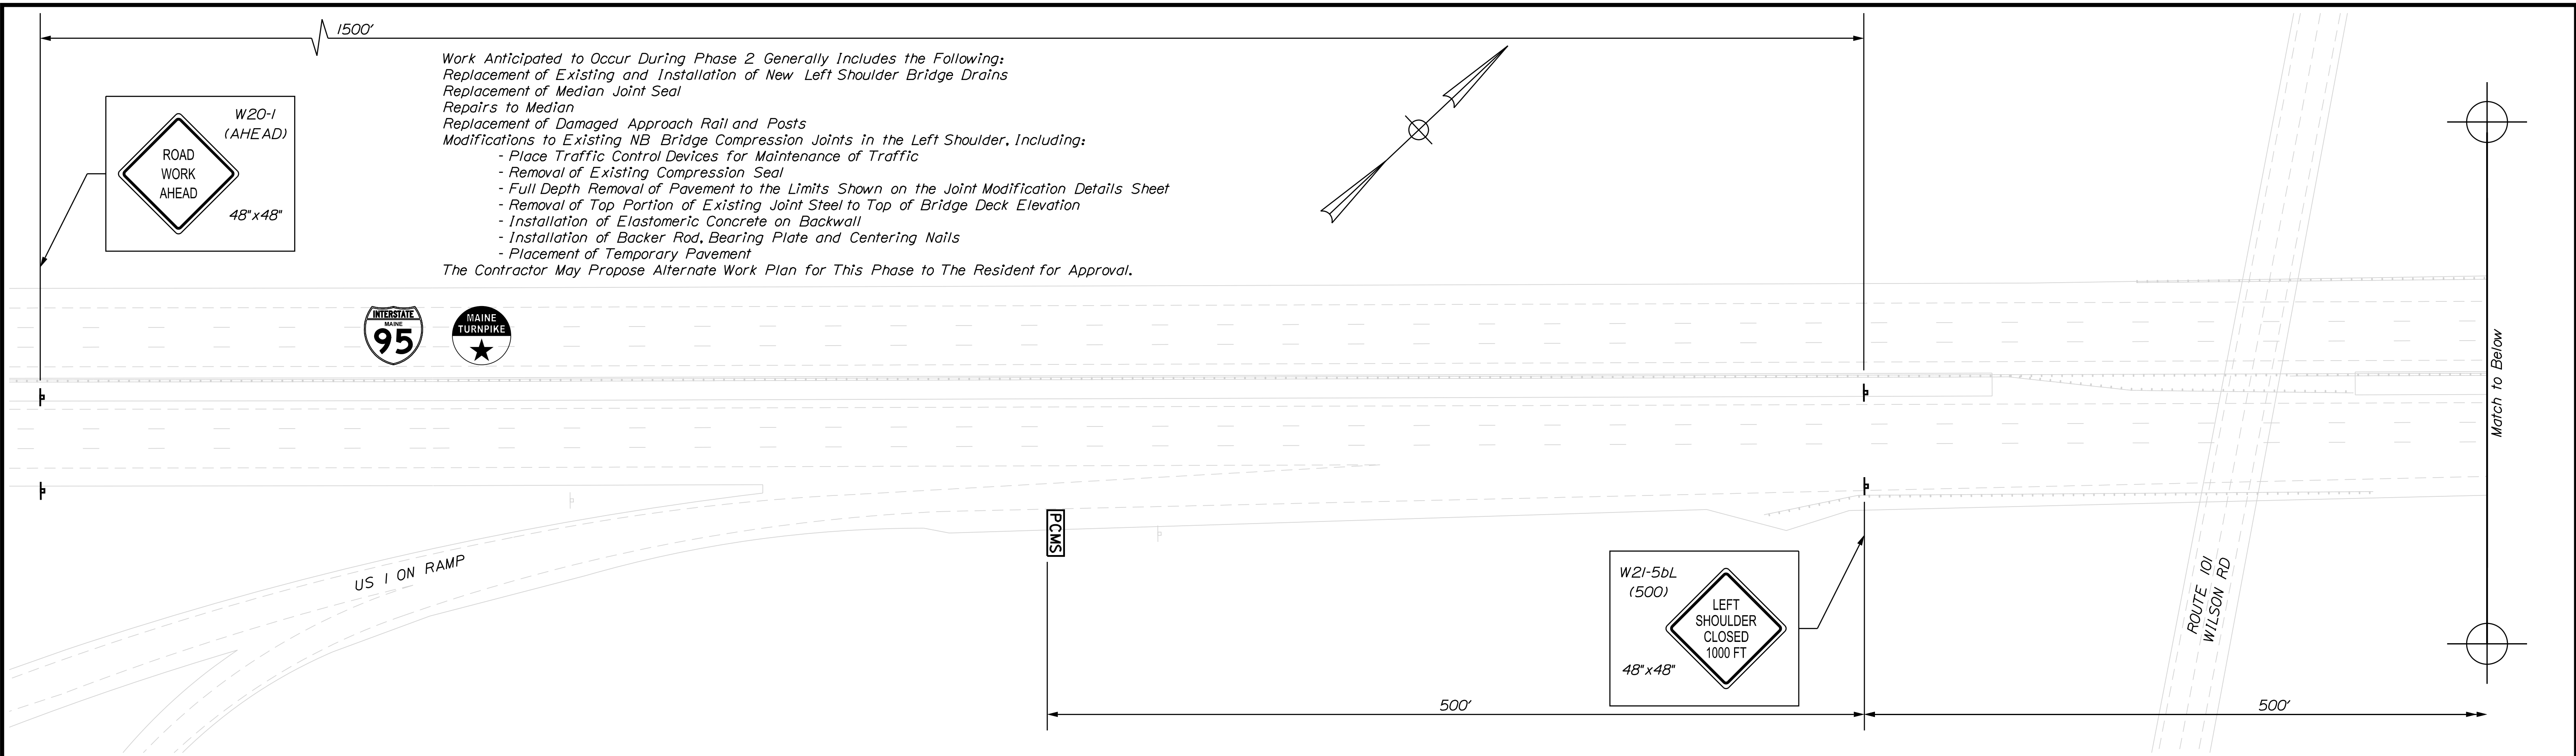 1500'
Work Anticipated to Occur During Phase 2 Generally Includes the Following:
Replacement of Existing and Installation of New Left Shoulder Bridge Drains
Replacement of Median Joint Seal
Repairs to Median
Replacement of Damaged Approach Rail and Posts
Modifications to Existing NB Bridge Compression Joints in the Left Shoulder, Including:
- Place Traffic Control Devices for Maintenance of Traffic
- Removal of Existing Compression Seal
- Full Depth Removal of Pavement to the Limits Shown on the Joint Modification Details Sheet
- Removal of Top Portion of Existing Joint Steel to Top of Bridge Deck Elevation
- Installation of Elastomeric Concrete on Backwall
- Installation of Backer Rod, Bearing Plate and Centering Nails
- Placement of Temporary Pavement
The Contractor May Propose Alternate Work Plan for This Phase to The Resident for Approval.
W20-1
(AHEAD)
ROAD
WORK
AHEAD
48"x48"
INTERSTATE
MAINE
95
MAINE
TURNPIKE
Match to Below
US 1 ON RAMP
PCMS
W21-5bL
(500)
LEFT
SHOULDER
CLOSED
1000 FT
48"x48"
ROUTE 101
WILSON RD
500'
500'